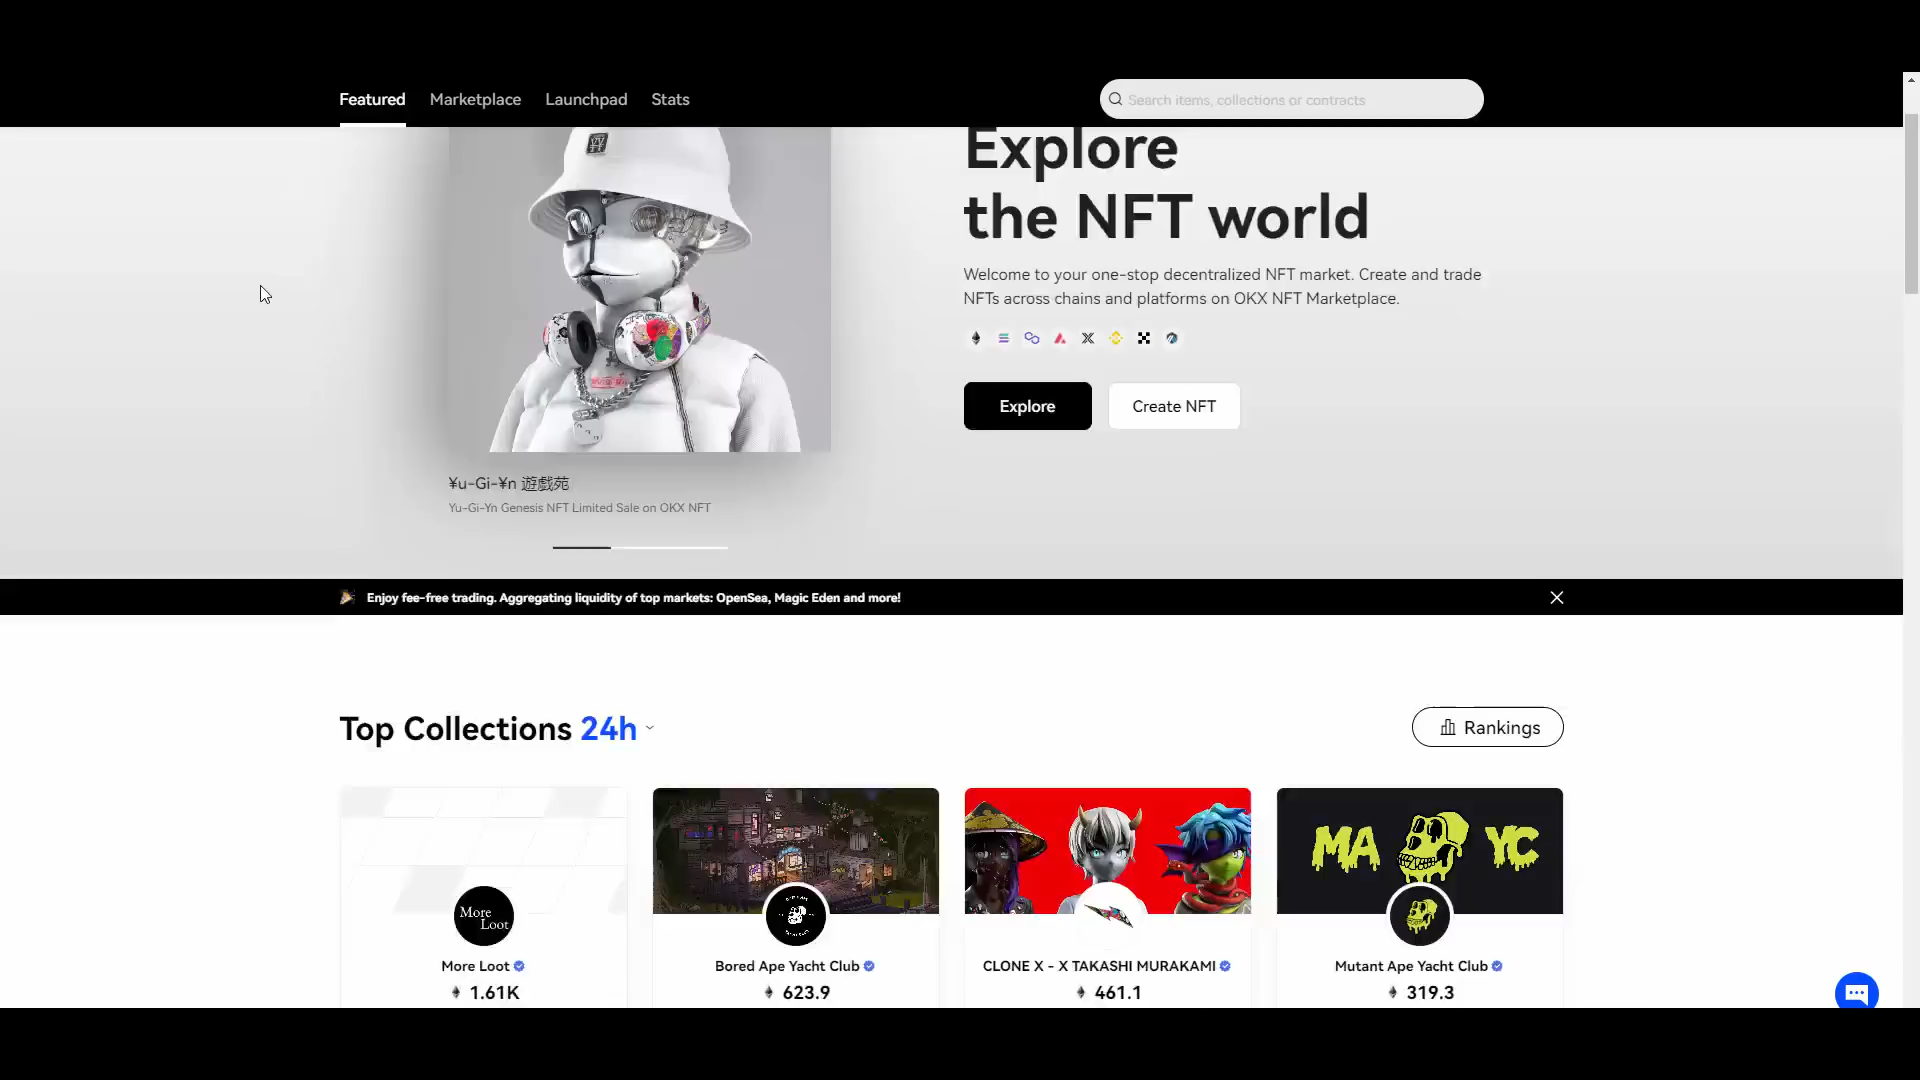 Featured
Marketplace
Launchpad
Stats
Search items, collections or contracts
Explore
the NFT world
Welcome to your one-stop decentralized NFT market. Create and trade
NFTs across chains and platforms on OKX NFT Marketplace.
Explore
Create NFT
¥u-Gi-¥n 遊戯苑
Yu-Gi-Yn Genesis NFT Limited Sale on OKX NFT
Enjoy fee-free trading. Aggregating liquidity of top markets: OpenSea, Magic Eden and more!
Top Collections 24h
Rankings
More
Loot
MA YC
More Loot
1.61K
Bored Ape Yacht Club
623.9
CLONE X - X TAKASHI MURAKAMI
461.1
Mutant Ape Yacht Club
319.3